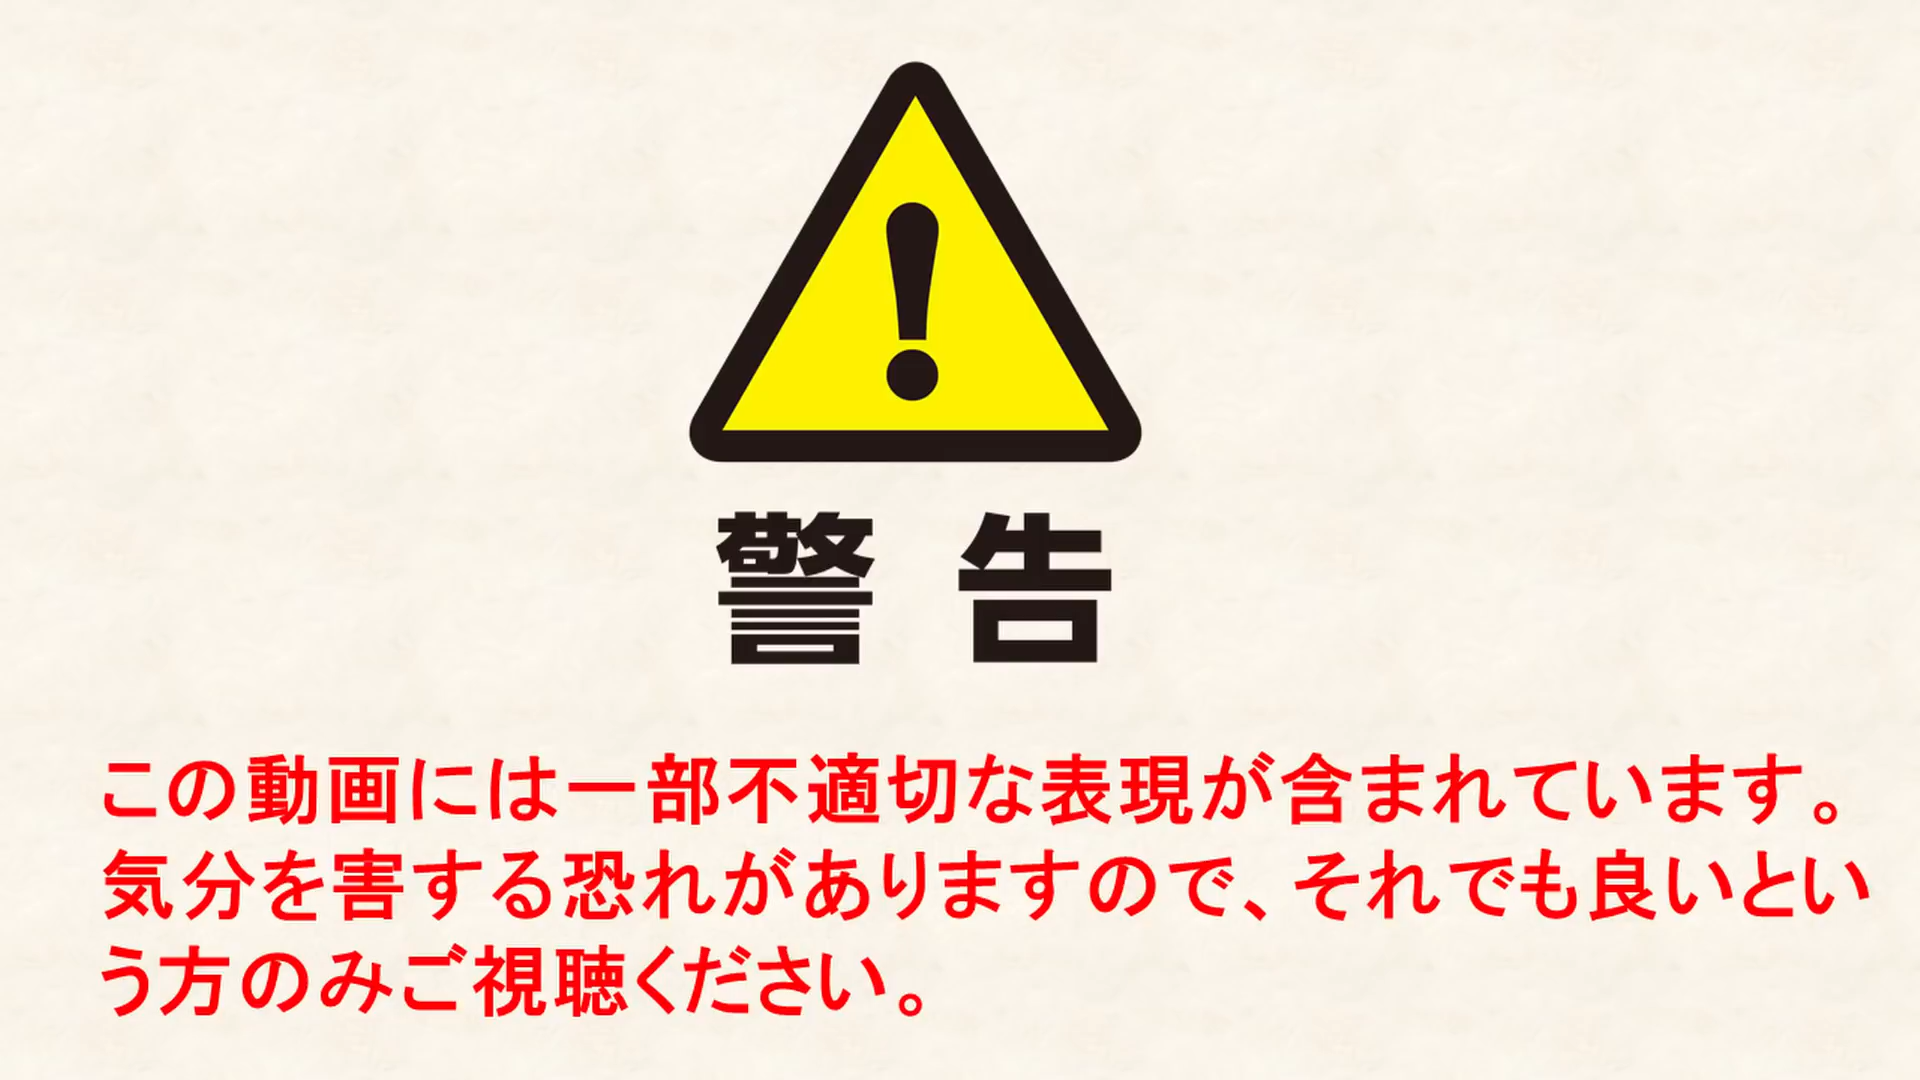 警告
この動画には一部不適切な表現が含まれています。
気分を害する恐れがありますので、それでも良いとい
う方のみご視聴ください。